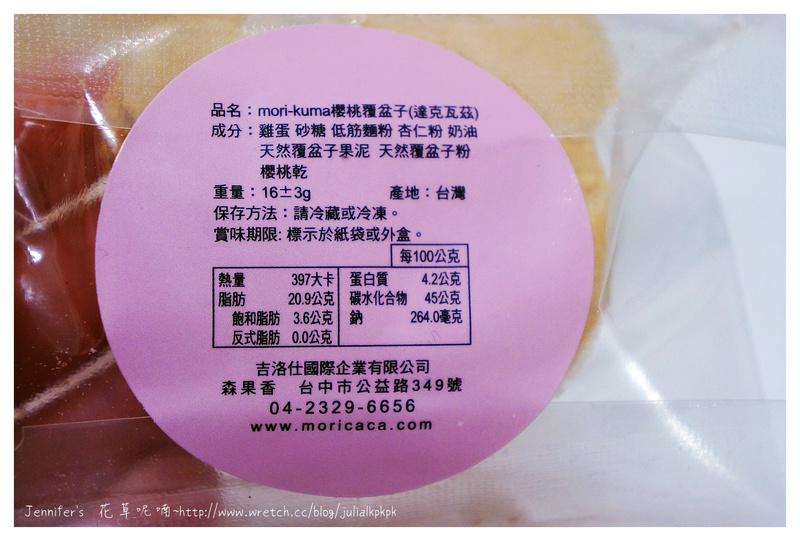 品名：mori-kuma櫻桃覆盆子(達克瓦茲)
成分：雞蛋 砂糖 低筋麵粉 杏仁粉 奶油
天然覆盆子果泥 天然覆盆子粉
櫻桃乾
重量：16±3g 產地：台灣
保存方法：請冷藏或冷凍。
賞味期限: 標示於紙袋或外盒。
每100公克
熱量 397大卡 蛋白質 4.2公克
脂肪 20.9公克 碳水化合物 45公克
飽和脂肪 3.6公克 鈉 264.0毫克
反式脂肪 0.0公克
吉洛仕國際企業有限公司
森果香 台中市公益路349號
04-2329-6656
www.moricaca.com
Jennifer's 花草呢喃~http://www.wretch.cc/blog/julialkpkpk